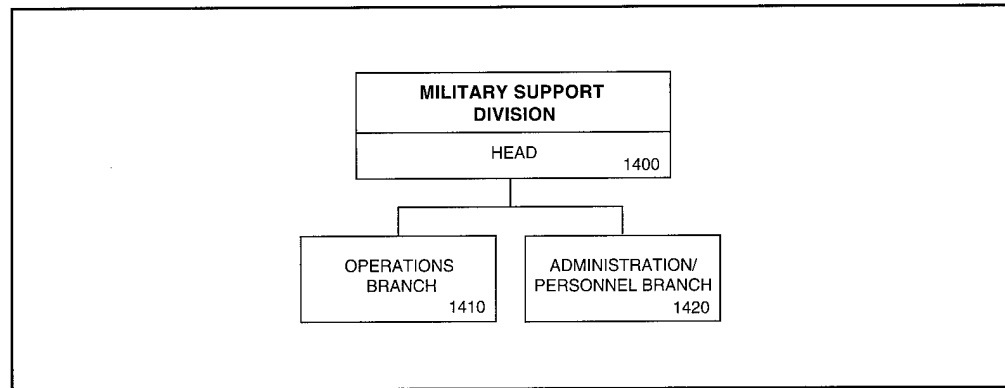 MILITARY SUPPORT
DIVISION
HEAD
1400
OPERATIONS
BRANCH
1410
ADMINISTRATION/
PERSONNEL BRANCH
1420